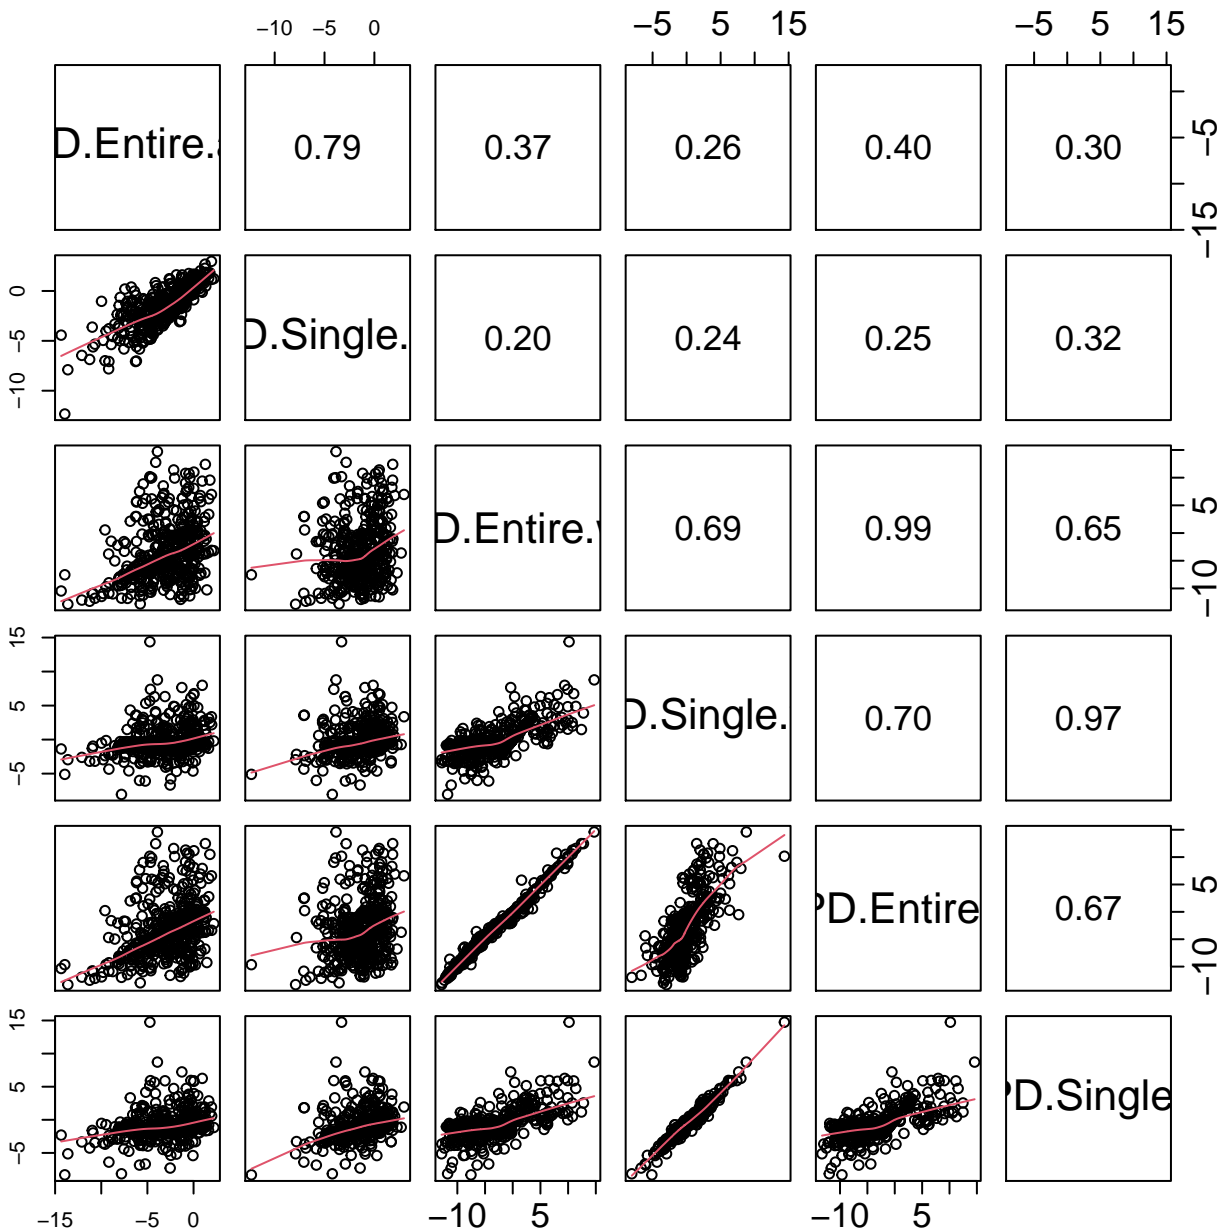 −10 −5 0 −5 5 15 −5 5 15
D.Entire. 0.79 0.37 0.26 0.40 0.30 −15 −5
−10 −5 0 D.Single. 0.20 0.24 0.25 0.32
D.Entire. 0.69 0.99 0.65 −10 5
−5 5 15 D.Single. 0.70 0.97
PD.Entire 0.67 −10 5
−5 5 15 PD.Single
−15 −5 0 −10 5 −10 5